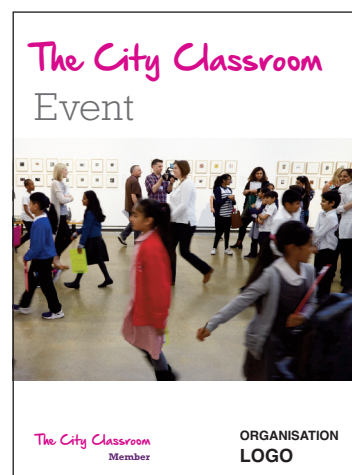 The City Classroom
Event
The City Classroom
Member
ORGANISATION
LOGO